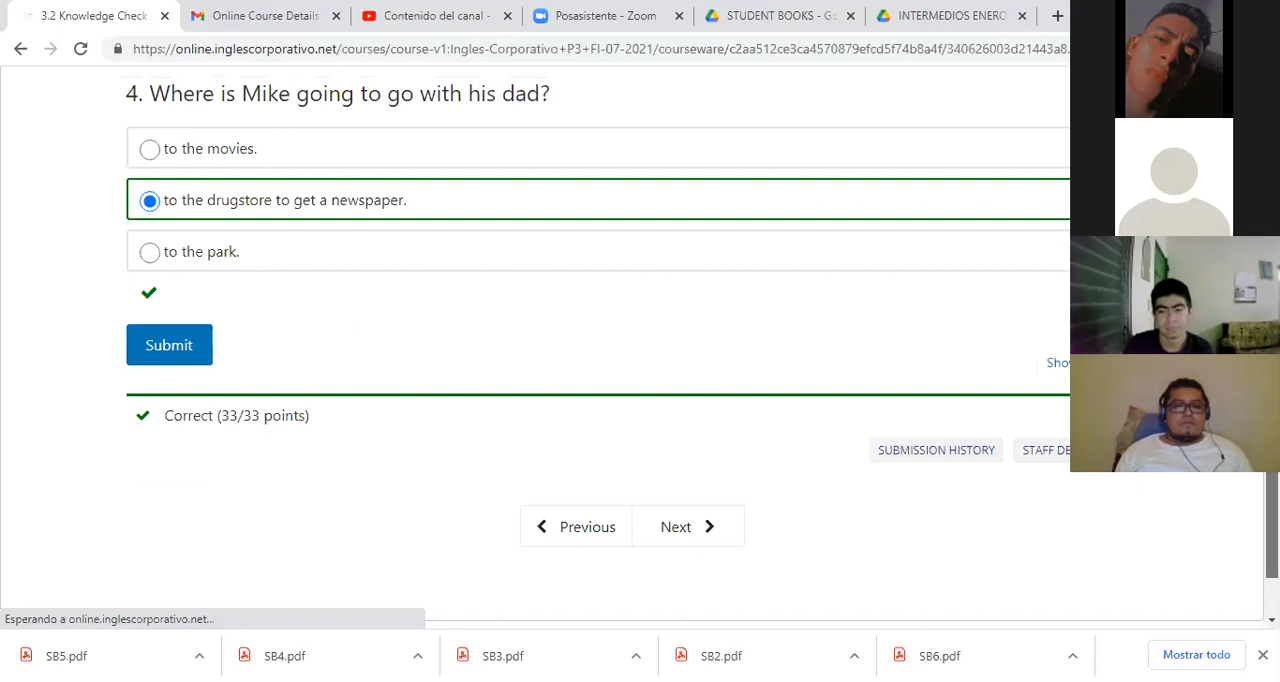 3.2 Knowledge Check
Online Course Details
Contenido del canal -
Posasistente - Zoom
STUDENT BOOKS - Go
INTERMEDIOS ENERO
https://online.inglescorporativo.net/courses/course-v1:Ingles-Corporativo+P3+FI-07-2021/courseware/c2aa512ce3ca4570879efcd5f74b8a4f/340626003d21443a8.
4. Where is Mike going to go with his dad?
to the movies.
to the drugstore to get a newspaper.
to the park.
Submit
Sho
Correct (33/33 points)
SUBMISSION HISTORY
STAFF DE
Previous
Next
Esperando a online.inglescorporativo.net...
SB5.pdf
SB4.pdf
SB3.pdf
SB2.pdf
SB6.pdf
Mostrar todo